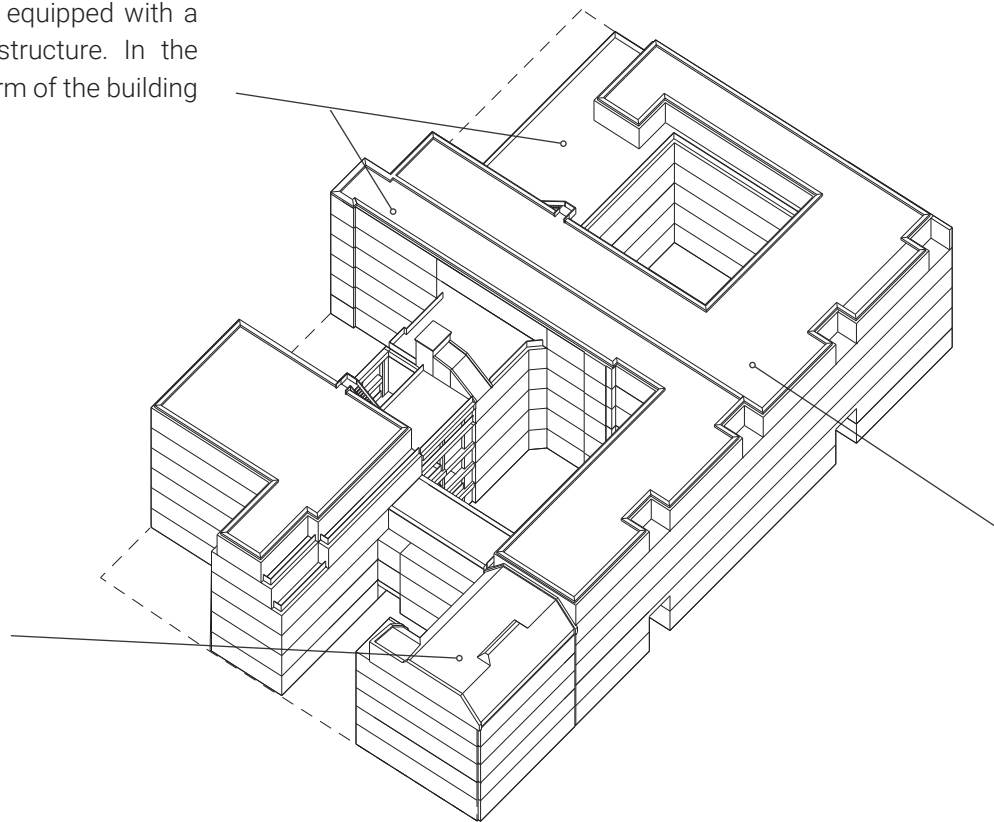 equipped with a
structure. In the
rm of the building